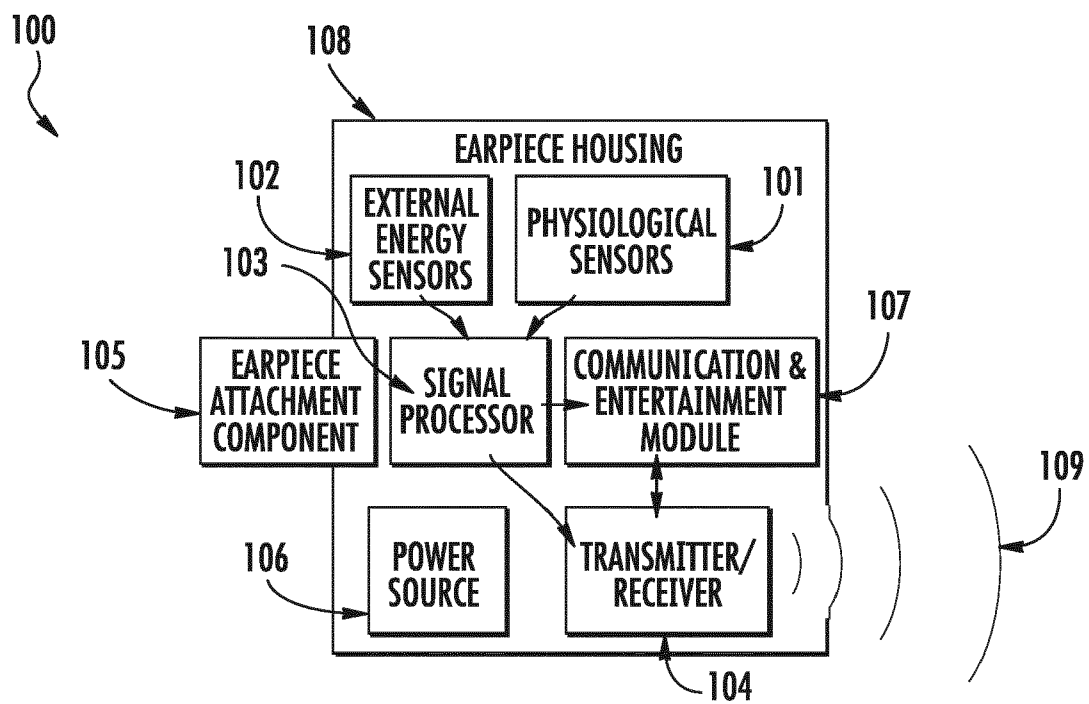 100
108
EARPIECE HOUSING
102
EXTERNAL
ENERGY
SENSORS
PHYSIOLOGICAL
SENSORS
101
103
107
105
EARPIECE
ATTACHMENT
COMPONENT
SIGNAL
PROCESSOR
COMMUNICATION &
ENTERTAINMENT
MODULE
109
106
POWER
SOURCE
TRANSMITTER/
RECEIVER
104